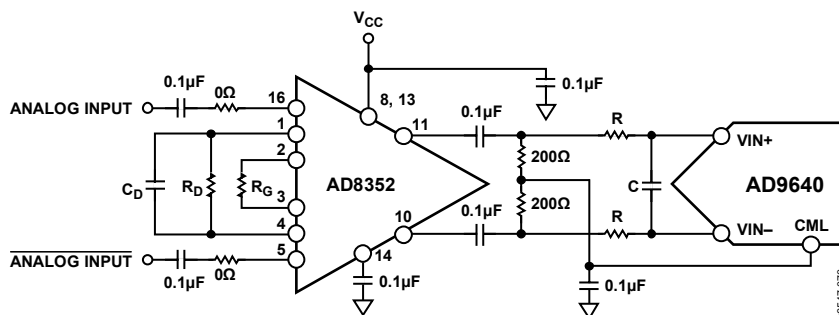 VCC
0.1µF
0Ω
16
8, 13
0.1µF
ANALOG INPUT
0.1µF
R
1
11
VIN+
2
200Ω
CD
RD
RG
AD8352
C
AD9640
3
200Ω
0.1µF
R
4
10
VIN–
CML
ANALOG INPUT
5
14
0.1µF
0Ω
0.1µF
0.1µF